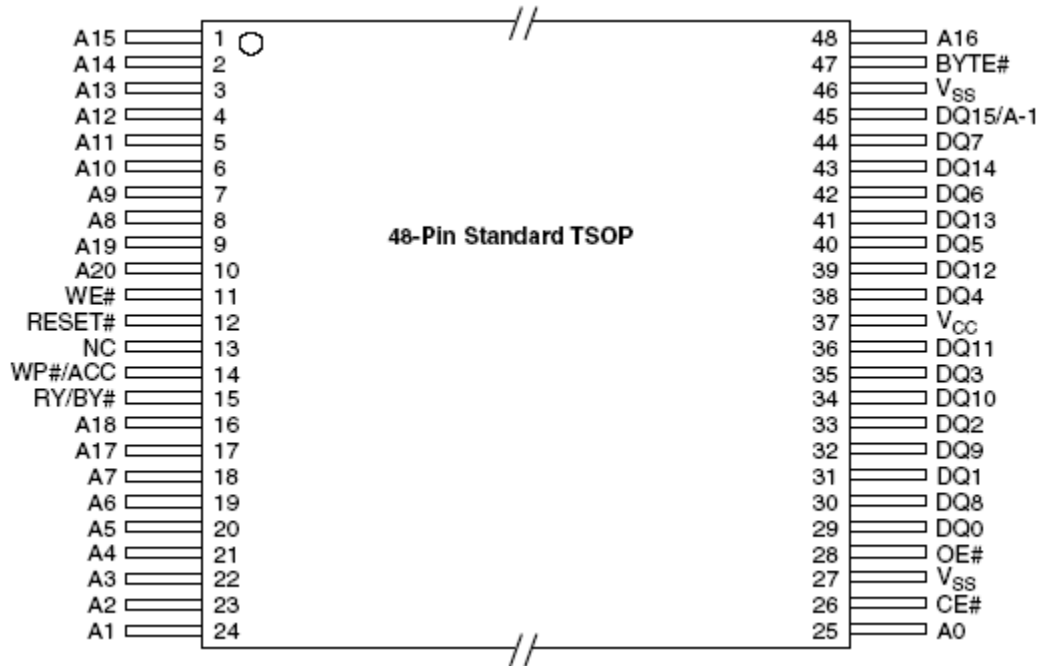 A15 1 48 A16
A14 2 47 BYTE#
A13 3 46 VSS
A12 4 45 DQ15/A-1
A11 5 44 DQ7
A10 6 43 DQ14
A9 7 42 DQ6
A8 8 41 DQ13
A19 9 48-Pin Standard TSOP 40 DQ5
A20 10 39 DQ12
WE# 11 38 DQ4
RESET# 12 37 VCC
NC 13 36 DQ11
WP#/ACC 14 35 DQ3
RY/BY# 15 34 DQ10
A18 16 33 DQ2
A17 17 32 DQ9
A7 18 31 DQ1
A6 19 30 DQ8
A5 20 29 DQ0
A4 21 28 OE#
A3 22 27 VSS
A2 23 26 CE#
A1 24 25 A0